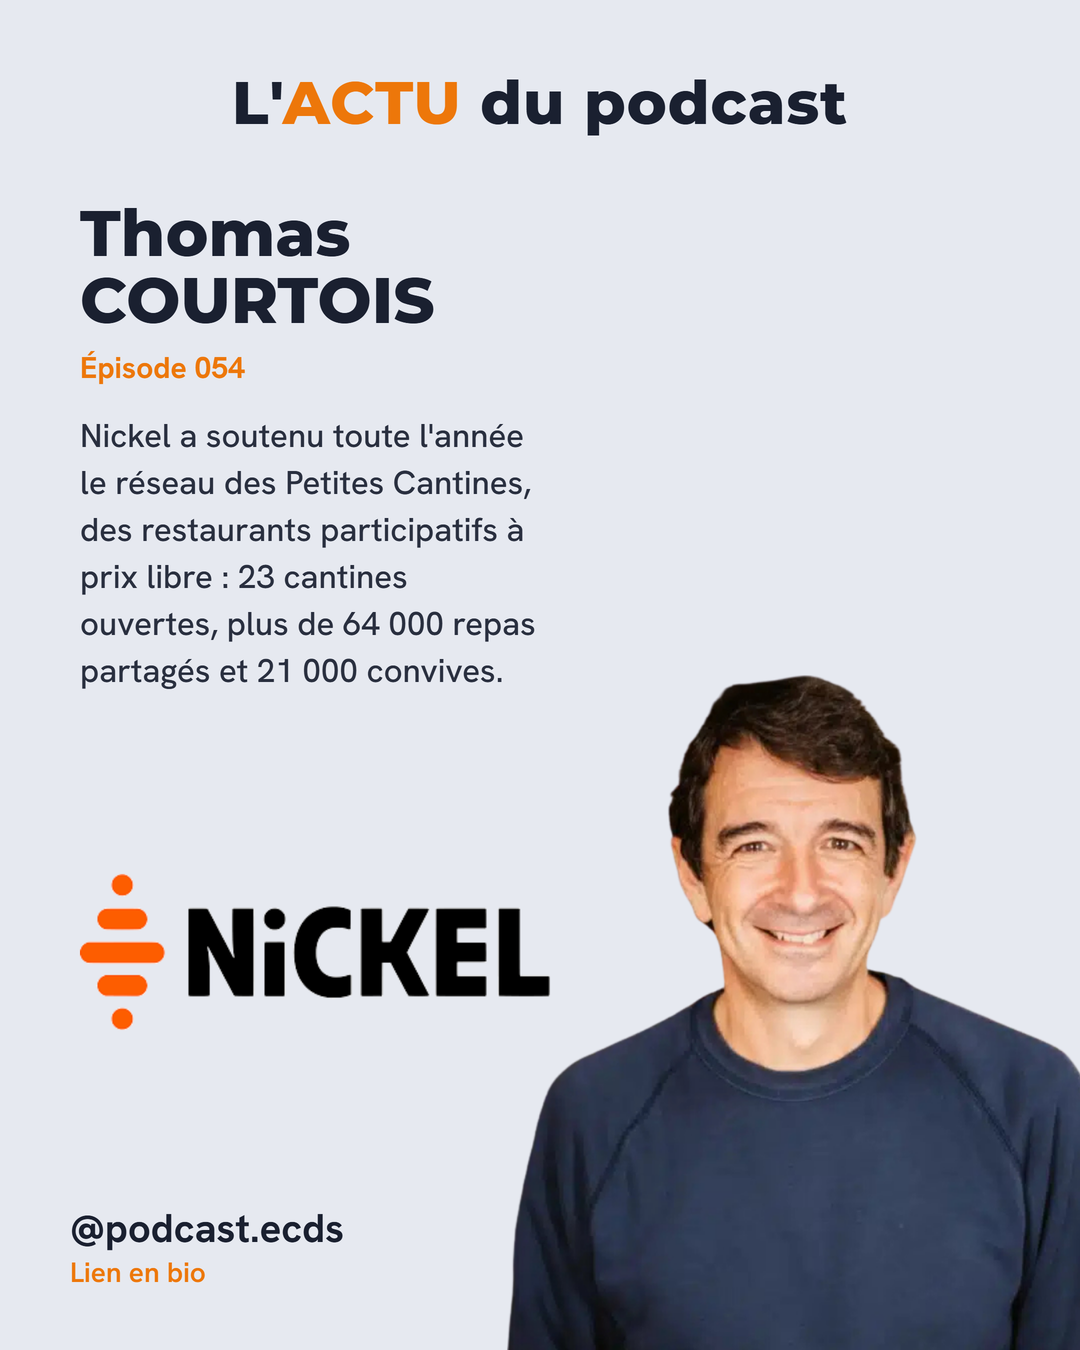 L'ACTU du podcast
Thomas
COURTOIS
Épisode 054
Nickel a soutenu toute l'année
le réseau des Petites Cantines,
des restaurants participatifs à
prix libre : 23 cantines
ouvertes, plus de 64 000 repas
partagés et 21 000 convives.
NiCKEL
@podcast.ecds
Lien en bio